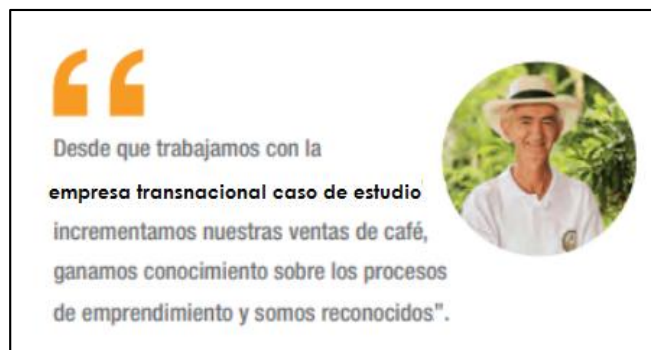 Desde que trabajamos con la
empresa transnacional caso de estudio
incrementamos nuestras ventas de café,
ganamos conocimiento sobre los procesos
de emprendimiento y somos reconocidos”.